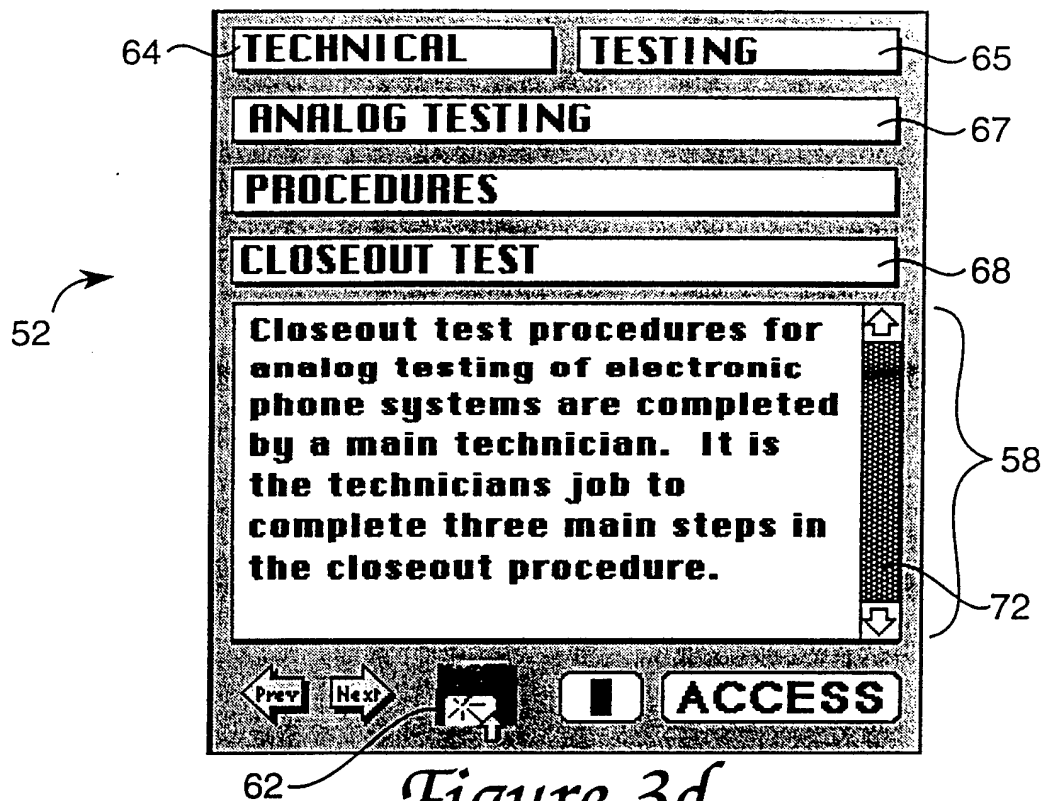 64
TECHNICAL
TESTING
65
ANALOG TESTING
67
PROCEDURES
CLOSEOUT TEST
68
52
Closeout test procedures for
analog testing of electronic
phone systems are completed
by a main technician. It is
the technicians job to
complete three main steps in
the closeout procedure.
58
72
Prev
Next
ACCESS
62
Figure 3d